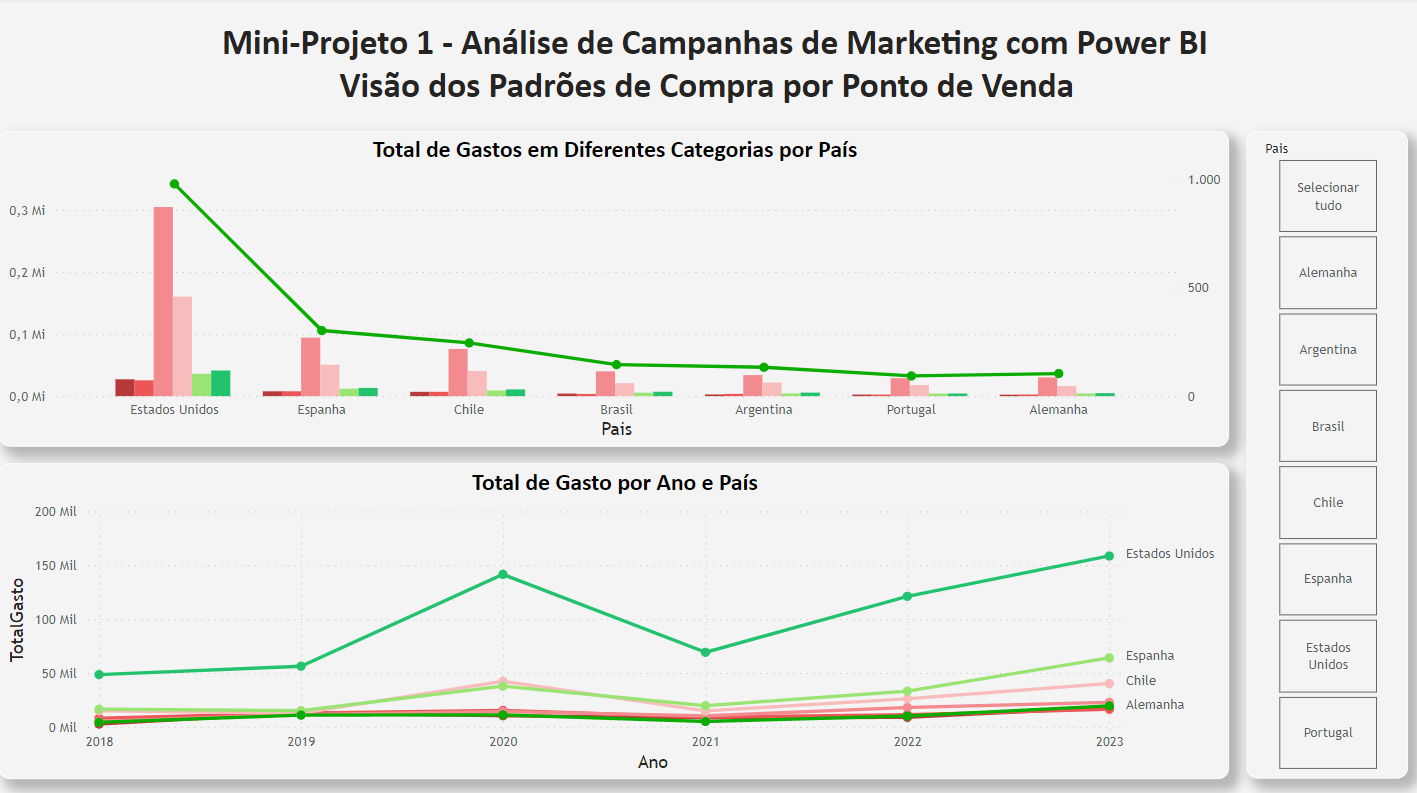 Mini-Projeto 1 - Análise de Campanhas de Marketing com Power BI
Visão dos Padrões de Compra por Ponto de Venda
Total de Gastos em Diferentes Categorias por País
0,3 Mi
0,2 Mi
0,1 Mi
0,0 Mi
1.000
500
0
Estados Unidos
Espanha
Chile
Brasil
Argentina
Portugal
Alemanha
Pais
Total de Gasto por Ano e País
TotalGasto
200 Mil
150 Mil
100 Mil
50 Mil
0 Mil
Estados Unidos
Espanha
Chile
Alemanha
2018
2019
2020
2021
2022
2023
Ano
Pais
Selecionar
tudo
Alemanha
Argentina
Brasil
Chile
Espanha
Estados
Unidos
Portugal